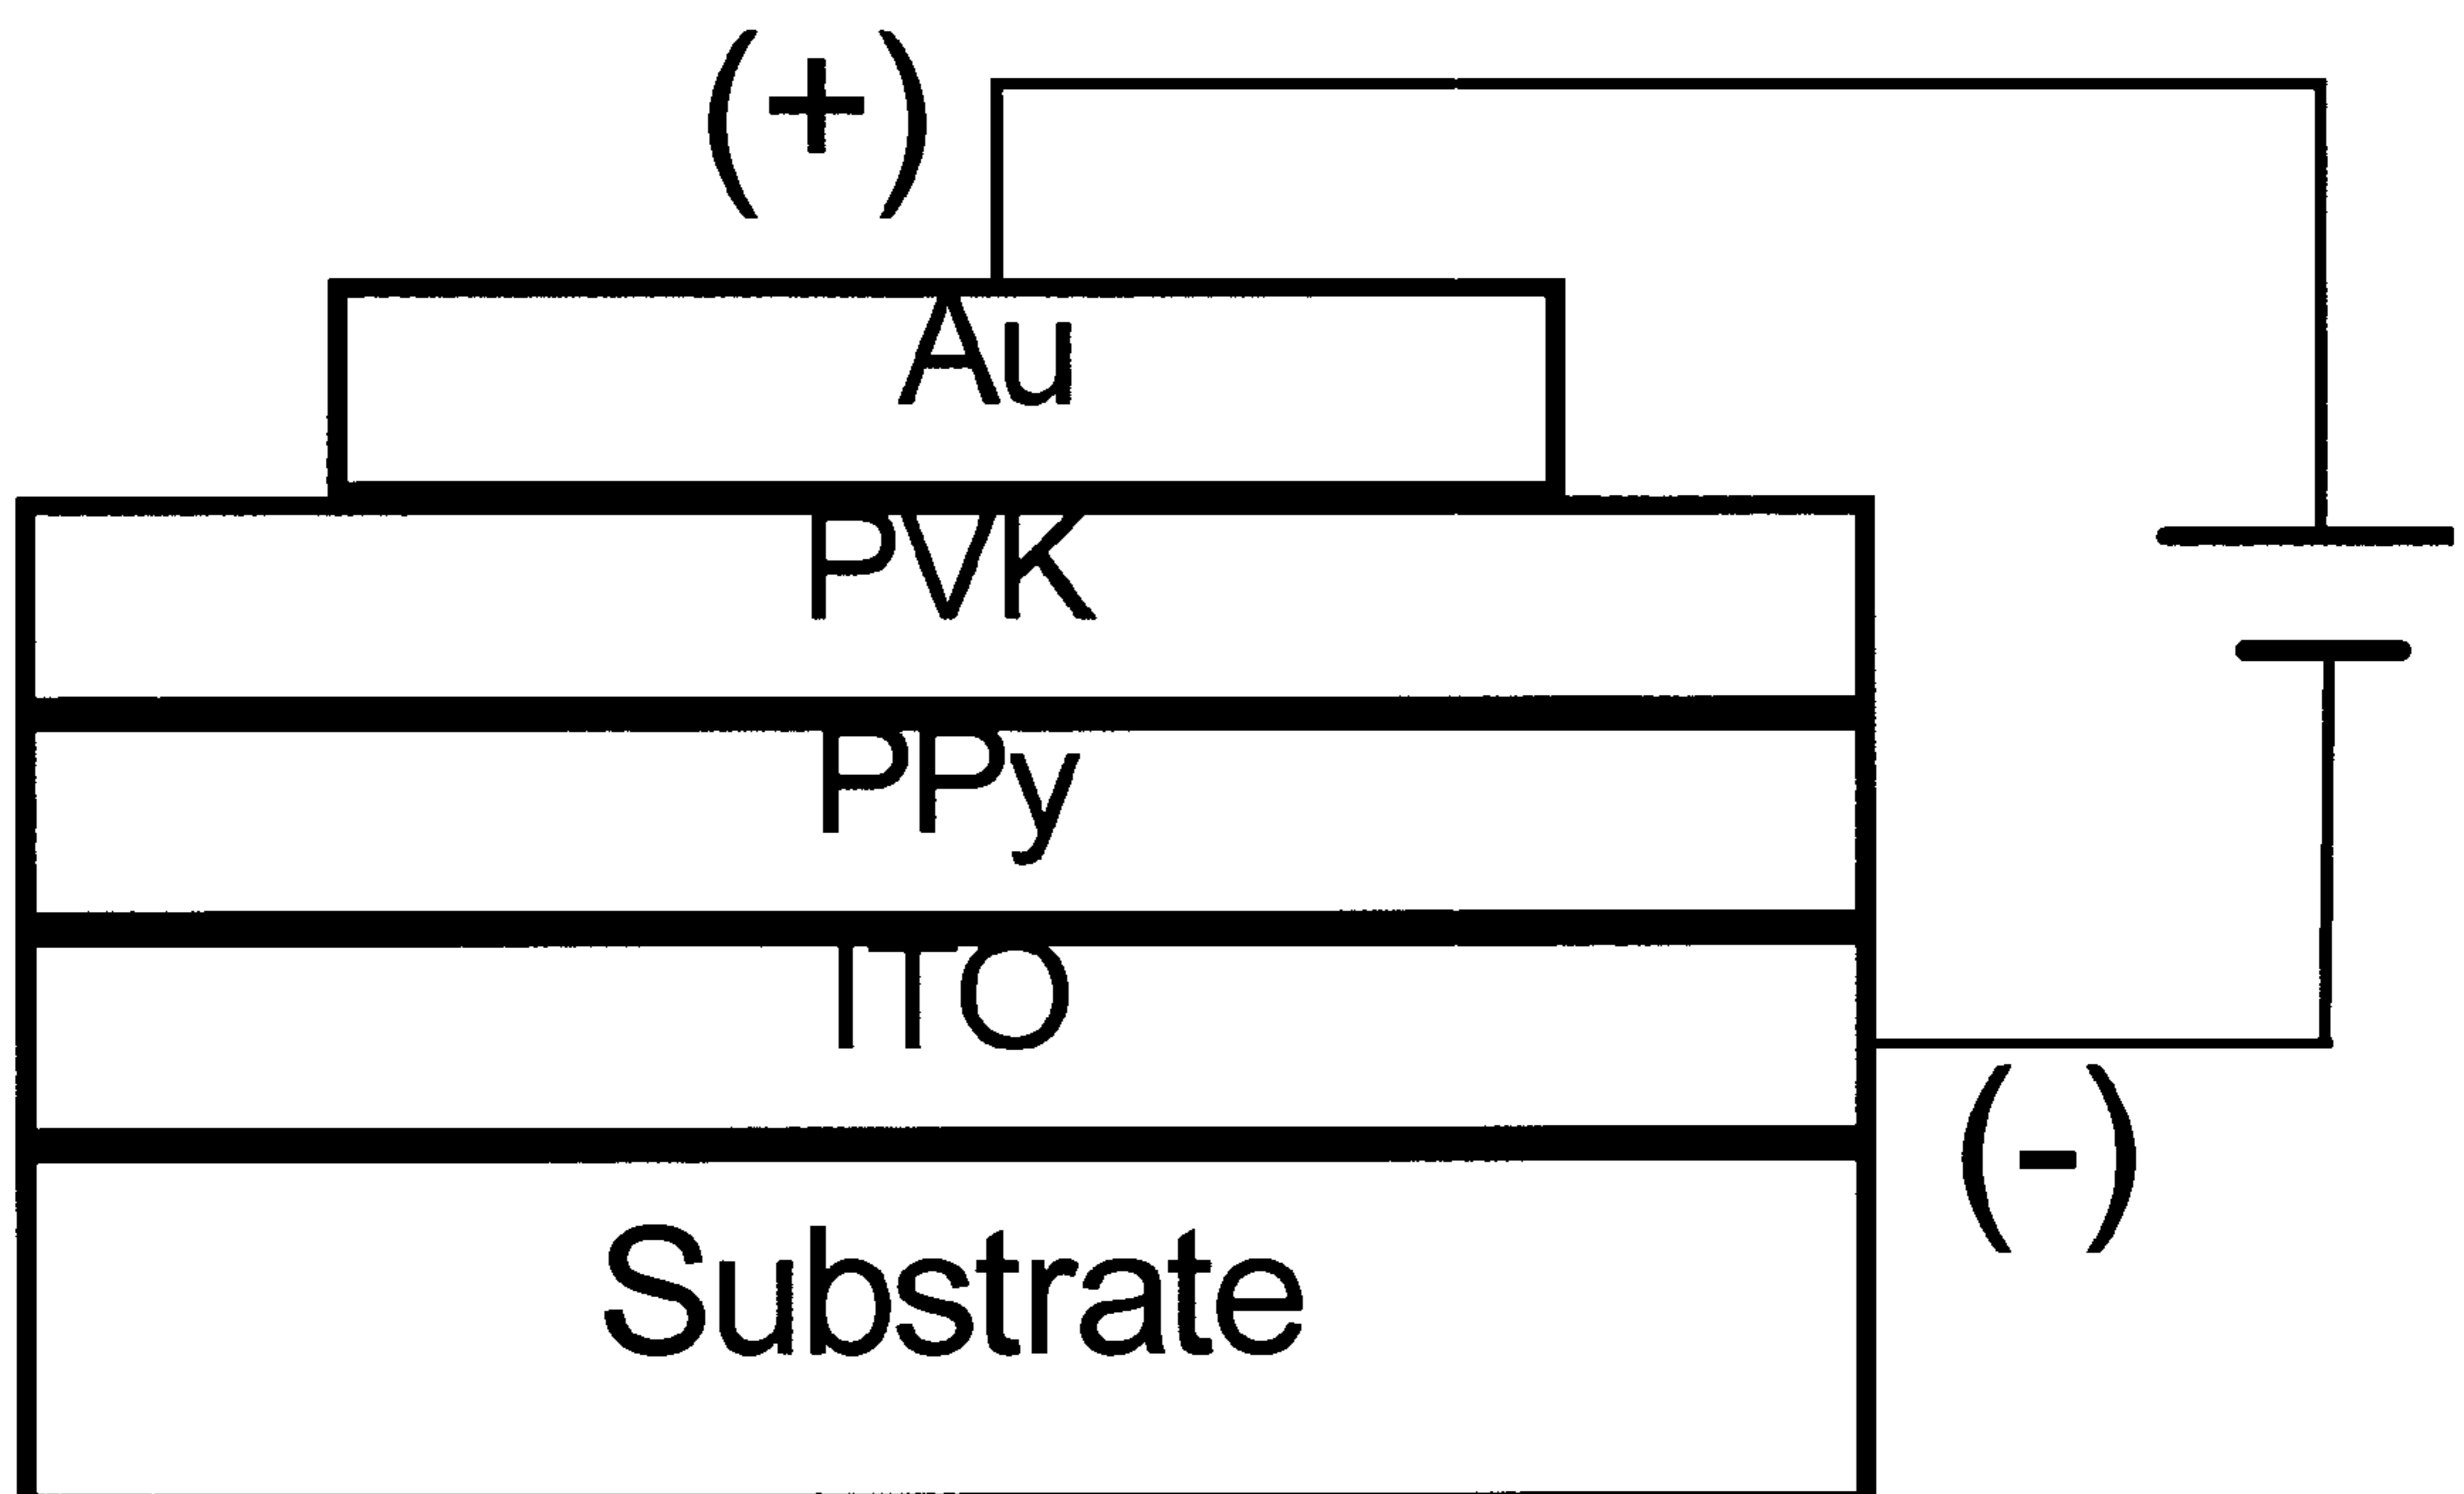 (+)
Au
PVK
PPy
ITO
(-)
Substrate